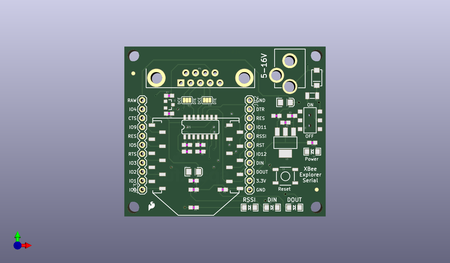 5-16V
RAW
IO4
CTS
IO9
RES
IO5
RTS
IO3
IO2
IO1
GND
DTR
RES
IO11
RSSI
RST
IO12
DIN
DOUT
3.3V
GND
ON
OFF
Power
XBee
Explorer
Serial
Reset
RSSI
DIN
DOUT